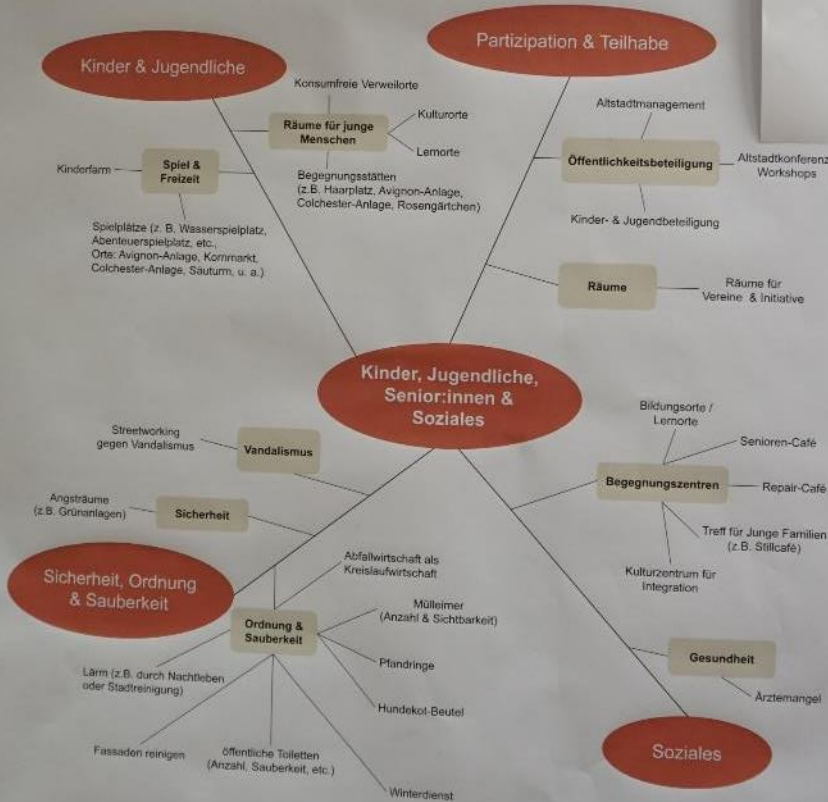 Kinder & Jugendliche
Partizipation & Teilhabe
Konsumfreie Verweilorte
Räume für junge
Menschen
Kulturorte
Lernorte
Begegnungsstätten
(z.B. Haarplatz, Avignon-Anlage,
Colchester-Anlage, Rosengärtchen)
Kinderfarm
Spiel &
Freizeit
Spielplätze (z. B. Wasserspielplatz,
Abenteuerspielplatz, etc.,
Orte: Avignon-Anlage, Kornmarkt,
Colchester-Anlage, Säuturm, u. a.)
Altstadtmanagement
Öffentlichkeitsbeteiligung
Altstadtkonferenz
Workshops
Kinder- & Jugendbeteiligung
Räume
Räume für
Vereine & Initiative
Kinder, Jugendliche,
Senior:innen &
Soziales
Streetworking
gegen Vandalismus
Vandalismus
Angsträume
(z.B. Grünanlagen)
Sicherheit
Sicherheit, Ordnung
& Sauberkeit
Abfallwirtschaft als
Kreislaufwirtschaft
Ordnung &
Sauberkeit
Mülleimer
(Anzahl & Sichtbarkeit)
Pfandringe
Hundekot-Beutel
Lärm (z.B. durch Nachtleben
oder Stadtreinigung)
Fassaden reinigen
öffentliche Toiletten
(Anzahl, Sauberkeit, etc.)
Winterdienst
Bildungsorte /
Lernorte
Senioren-Café
Begegnungszentren
Repair-Café
Treff für Junge Familien
(z.B. Stillcafé)
Kulturzentrum für
Integration
Gesundheit
Ärztemangel
Soziales